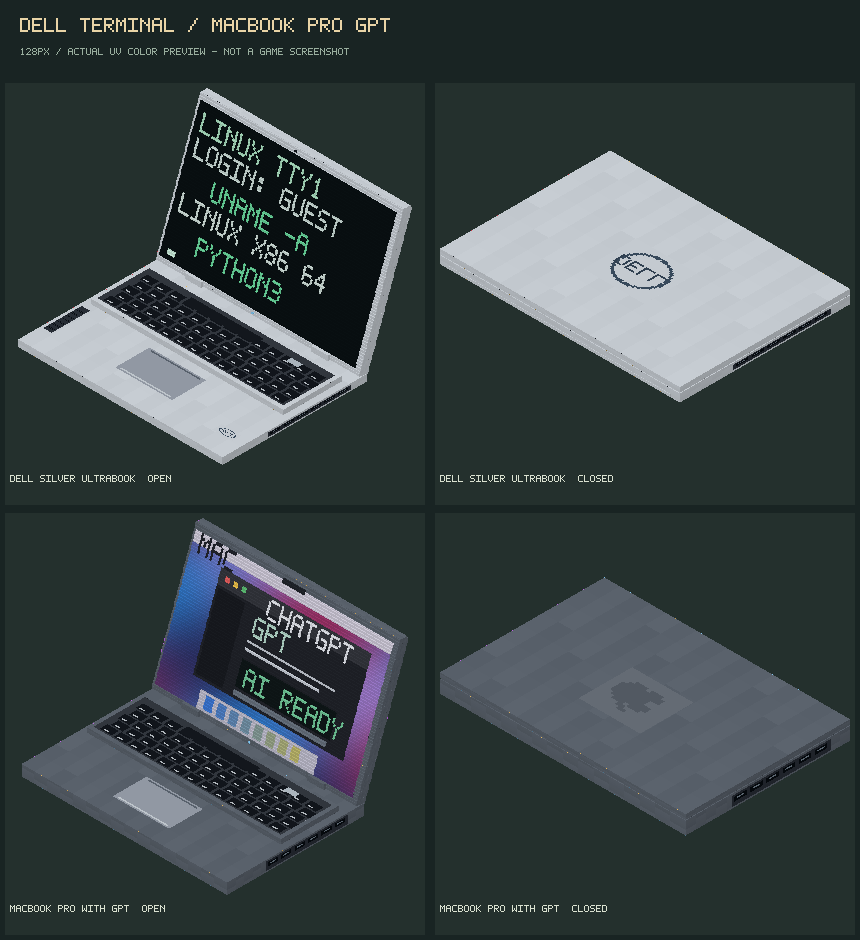 DELL TERMINAL / MACBOOK PRO GPT
128PX / ACTUAL UV COLOR PREVIEW - NOT A GAME SCREENSHOT
LINUX TTY1
LOGIN: GUEST
UNAME -A
LINUX X86 64
PYTHON3
DELL SILVER ULTRABOOK OPEN
DELL SILVER ULTRABOOK CLOSED
MAC
CHATGPT
GPT
AI READY
MACBOOK PRO WITH GPT OPEN
MACBOOK PRO WITH GPT CLOSED